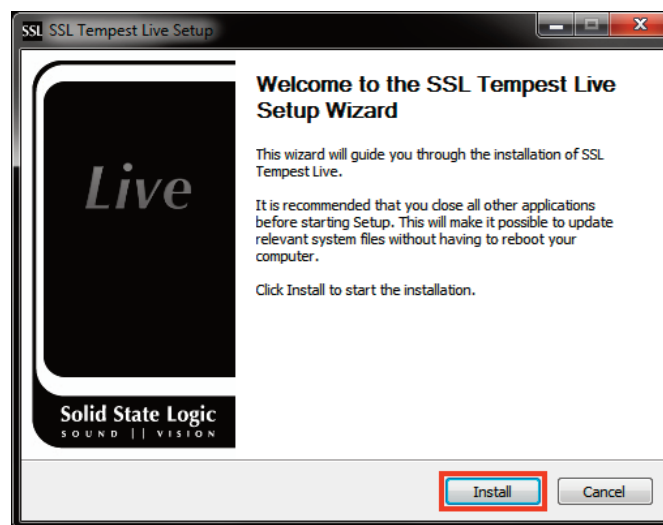 SSL SSL Tempest Live Setup
Welcome to the SSL Tempest Live
Setup Wizard
This wizard will guide you through the installation of SSL
Tempest Live.
It is recommended that you close all other applications
before starting Setup. This will make it possible to update
relevant system files without having to reboot your
computer.
Click Install to start the installation.
Live
Solid State Logic
SOUND || VISION
Install
Cancel